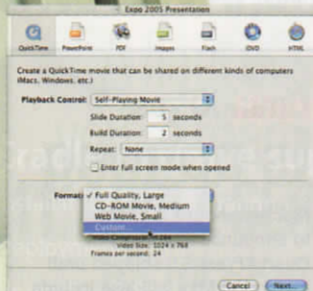 Expo 2005 Presentation
QuickTime PowerPoint PDF Images Flash iDVD HTML
Create a QuickTime movie that can be shared on different kinds of computers
(Macs, Windows, etc.)
Playback Control: Self-Playing Movie
Slide Duration: 5 seconds
Build Duration: 2 seconds
Repeat: None
Enter full screen mode when opened
Format: ✓ Full Quality, Large
CD-ROM Movie, Medium
Web Movie, Small
Custom...
Video Size: 1024 x 768
Frames per second: 24
Cancel Next...